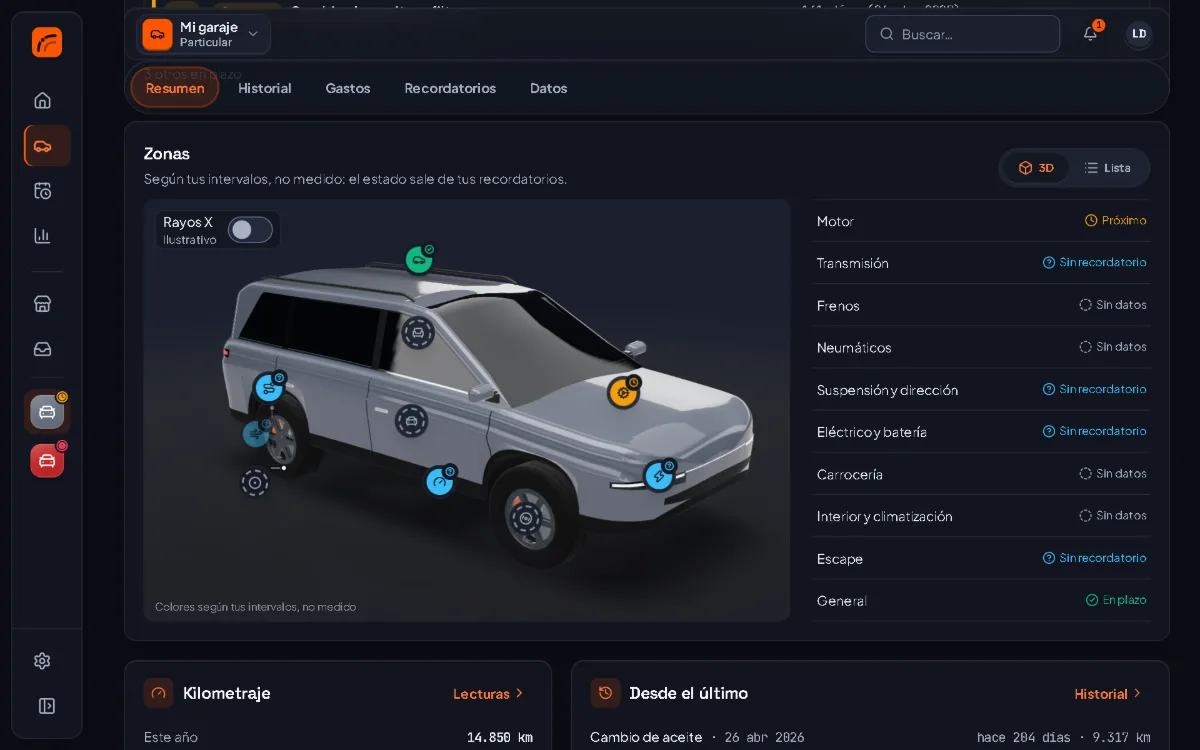 Mi garaje
Particular
Buscar...
1
LD
3 otros en plazo
Resumen
Historial
Gastos
Recordatorios
Datos
Zonas
Según tus intervalos, no medido: el estado sale de tus recordatorios.
3D
Lista
Rayos X
Ilustrativo
Motor
Próximo
Transmisión
Sin recordatorio
Frenos
Sin datos
Neumáticos
Sin datos
Suspensión y dirección
Sin recordatorio
Eléctrico y batería
Sin recordatorio
Carrocería
Sin datos
Interior y climatización
Sin datos
Escape
Sin recordatorio
General
En plazo
Colores según tus intervalos, no medido
Kilometraje
Lecturas
Desde el último
Historial
Este año
14.850 km
Cambio de aceite · 26 abr 2026
hace 204 días · 9.317 km